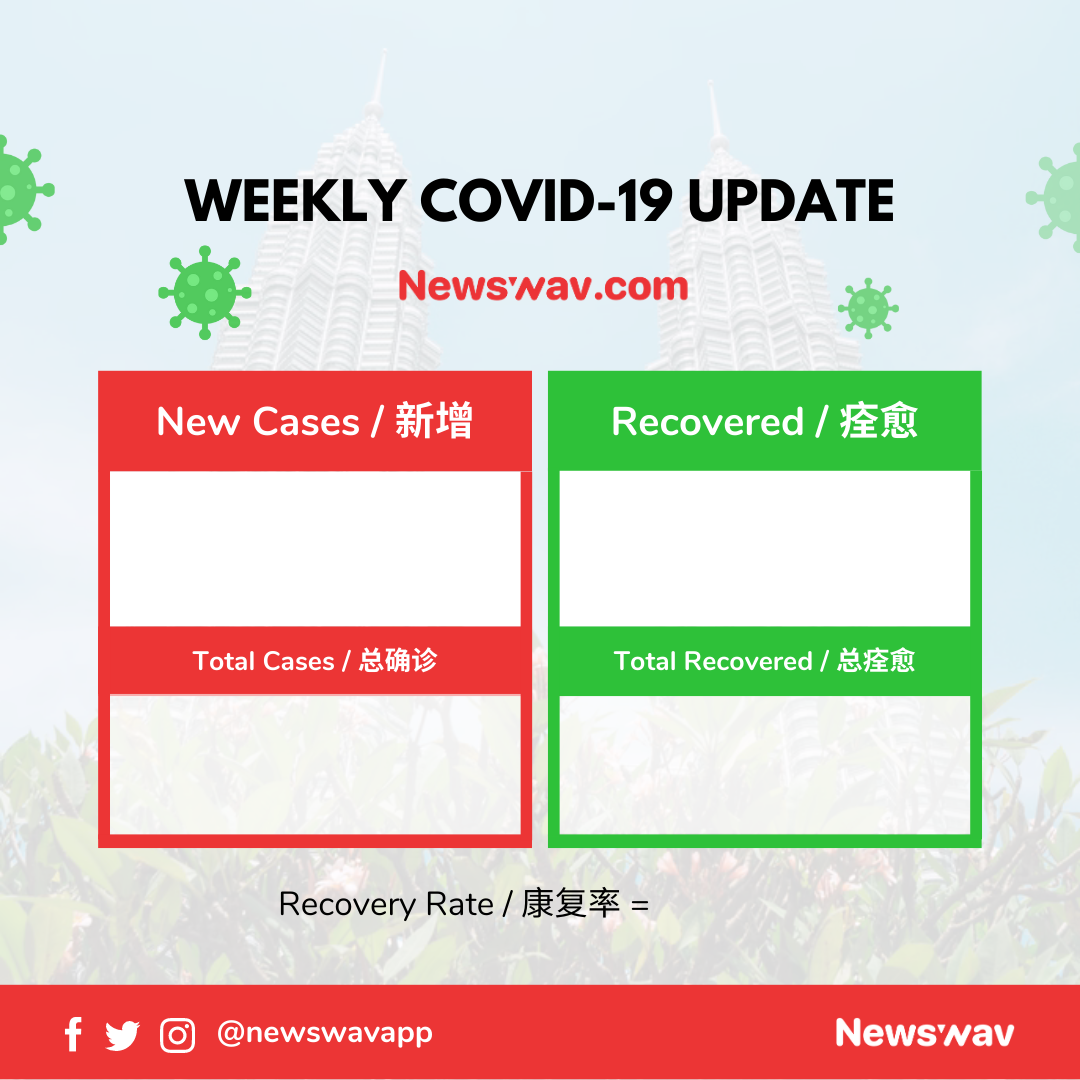 WEEKLY COVID-19 UPDATE
Newswav.com
New Cases / 新增
Recovered / 痊愈
Total Cases / 总确诊
Total Recovered / 总痊愈
Recovery Rate / 康复率 =
@newswavapp
Newswav